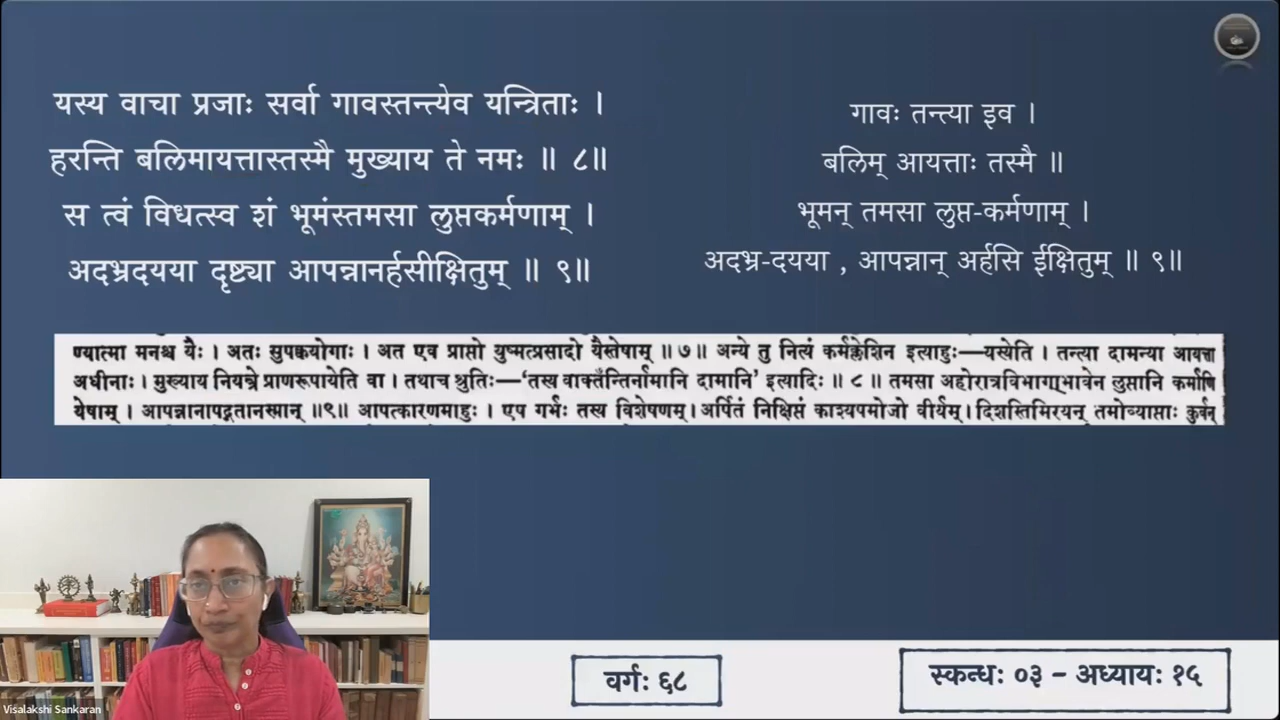 यस्य वाचा प्रजाः सर्वा गावस्तन्त्येव यन्त्रिताः ।
हरन्ति बलिमायत्तास्तस्मै मुख्याय ते नमः ॥ ८॥
स त्वं विधत्स्व शं भूमंस्तमसा लुप्तकर्मणाम् ।
अदभ्रदयया दृष्ट्या आपन्नानर्हसीक्षितुम् ॥ ९॥
गावः तन्त्या इव ।
बलिम् आयत्ताः तस्मै ॥
भूमन् तमसा लुप्त-कर्मणाम् ।
अदभ्र-दयया , आपन्नान् अर्हसि ईक्षितुम् ॥ ९॥
ण्यात्मा मनश्च यैः । अतः सुपक्वयोगाः । अत एव प्राप्तो युष्मत्प्रसादो यैस्तेषाम् ॥ ७॥ अन्ये तु नित्यं कर्मक्लेशिन इत्याहुः—यस्येति । तन्त्या दामन्या आयत्ता
अधीनाः । मुख्याय नियन्त्रे प्राणरूपायेति वा । तथाच श्रुतिः—‘तस्य वाक्तन्तिर्नामानि दामानि’ इत्यादिः ॥ ८ ॥ तमसा अहोरात्रविभागाभावेन लुप्तानि कर्माणि
येषाम् । आपन्नानापद्गतानस्मान् ॥९॥ आपत्कारणमाहुः । एष गर्भः तस्य विशेषणम् । अर्पितं निक्षिप्तं काश्यपमोजो वीर्यम् । दिशस्तिमिरयन् तमोव्याप्ताः कुर्वन्
Visalakshi Sankaran
वर्गः ६८
स्कन्धः ०३ – अध्यायः १५